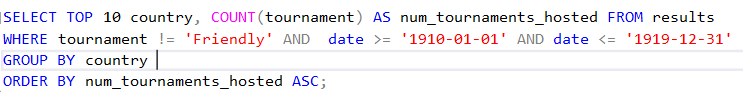 SELECT TOP 10 country, COUNT(tournament) AS num_tournaments_hosted FROM results
WHERE tournament != 'Friendly' AND  date >= '1910-01-01' AND date <= '1919-12-31'
GROUP BY country
ORDER BY num_tournaments_hosted ASC;